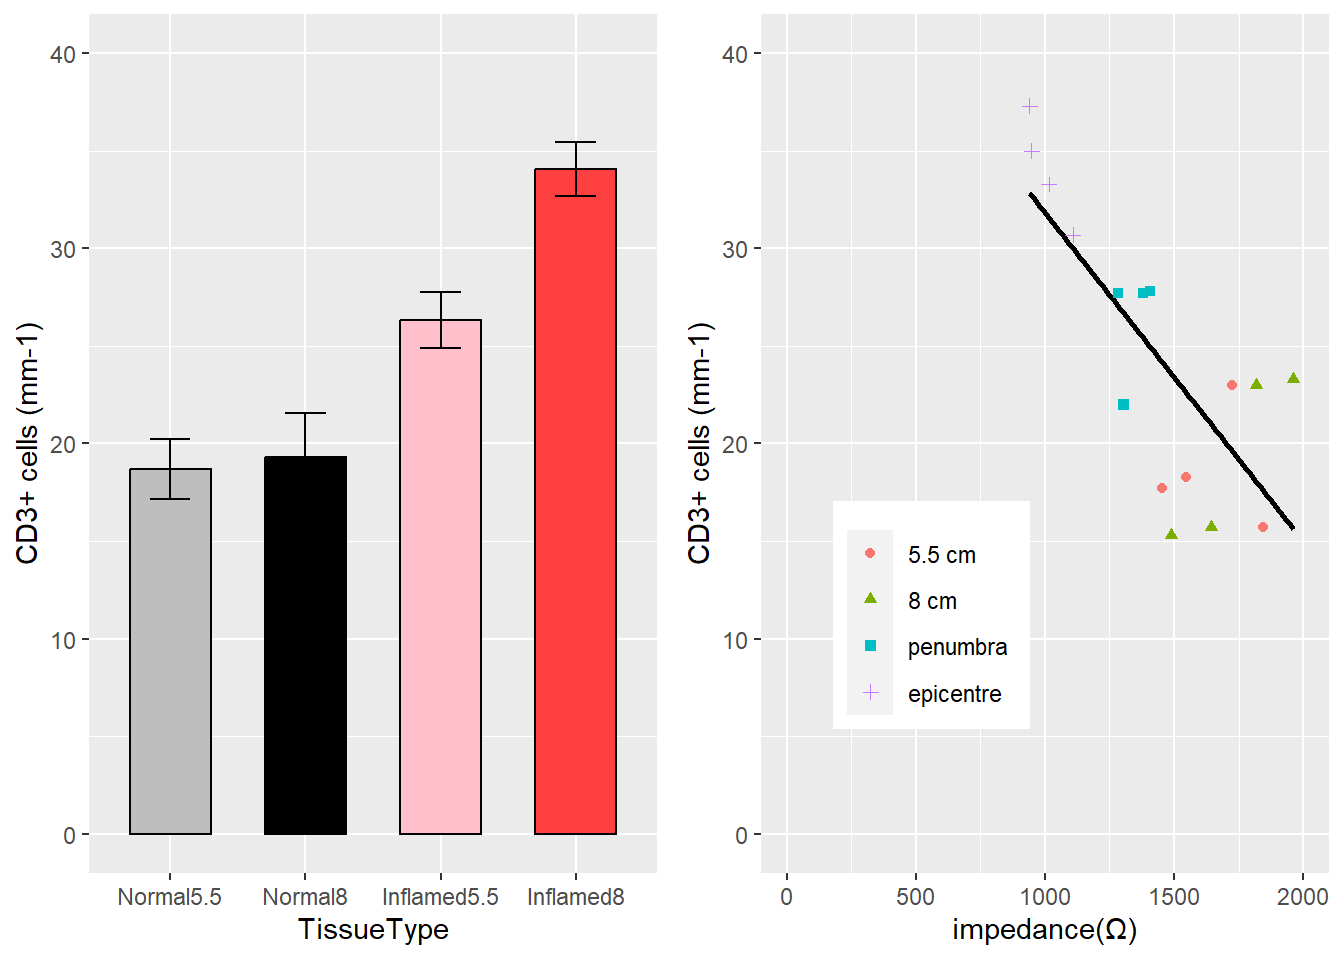 40
30
20
10
0
CD3+ cells (mm-1)
Normal5.5 Normal8 Inflamed5.5 Inflamed8
TissueType
40
30
20
10
0
CD3+ cells (mm-1)
5.5 cm
8 cm
penumbra
epicentre
0 500 1000 1500 2000
impedance(Ω)